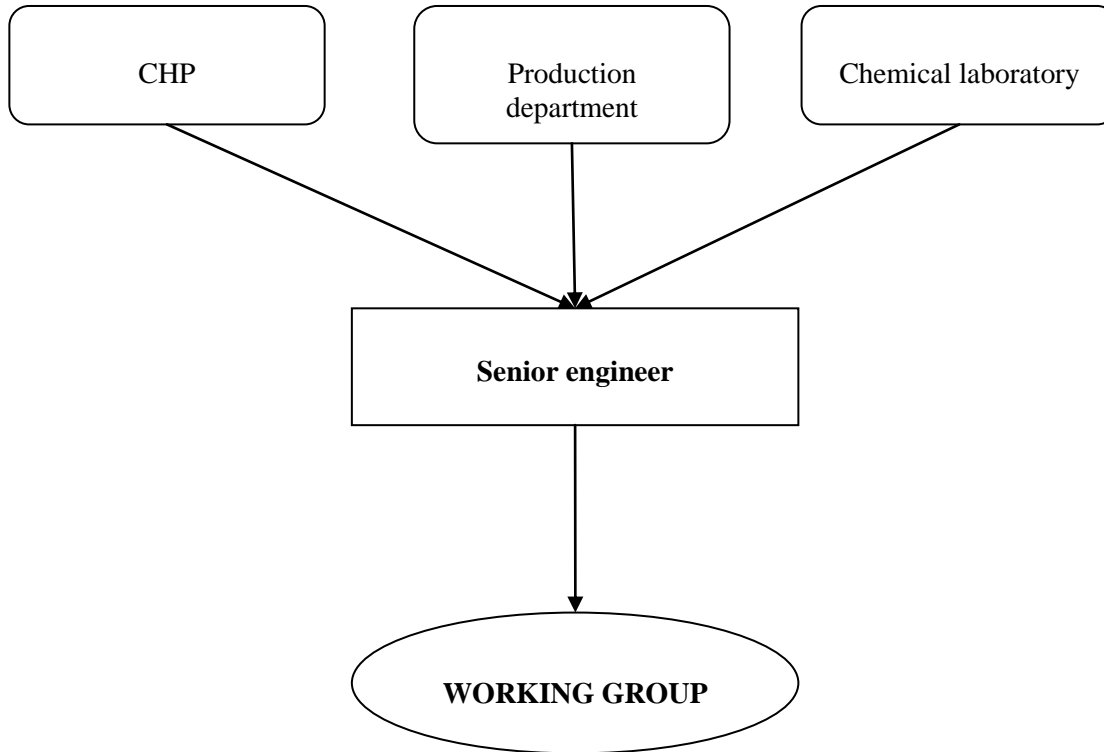 CHP
Production
department
Chemical laboratory
Senior engineer
WORKING GROUP